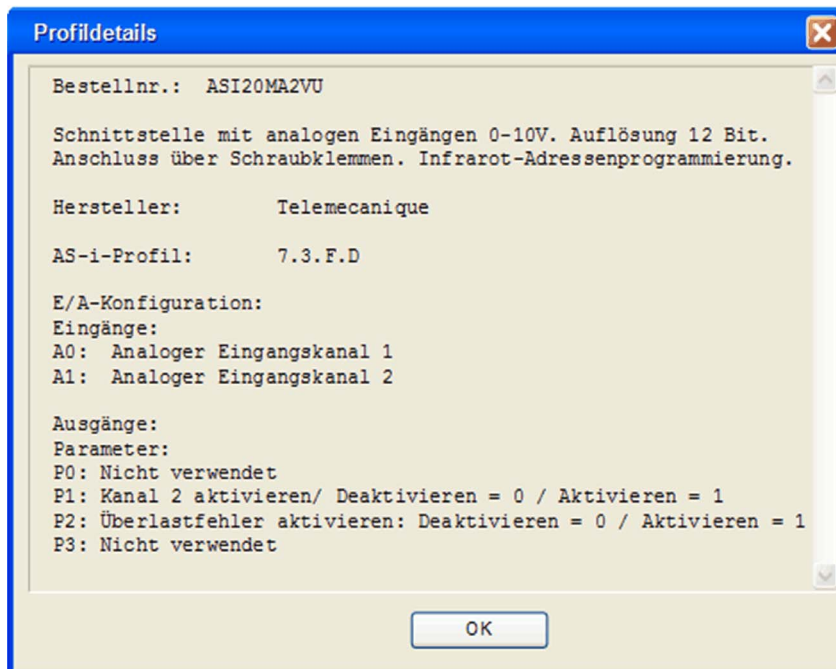 Profildetails
Bestellnr.: ASI20MA2VU
Schnittstelle mit analogen Eingängen 0-10V. Auflösung 12 Bit.
Anschluss über Schraubklemmen. Infrarot-Adressenprogrammierung.
Hersteller: Telemecanique
AS-i-Profil: 7.3.F.D
E/A-Konfiguration:
Eingänge:
A0: Analoger Eingangskanal 1
A1: Analoger Eingangskanal 2
Ausgänge:
Parameter:
P0: Nicht verwendet
P1: Kanal 2 aktivieren/ Deaktivieren = 0 / Aktivieren = 1
P2: Überlastfehler aktivieren: Deaktivieren = 0 / Aktivieren = 1
P3: Nicht verwendet
OK